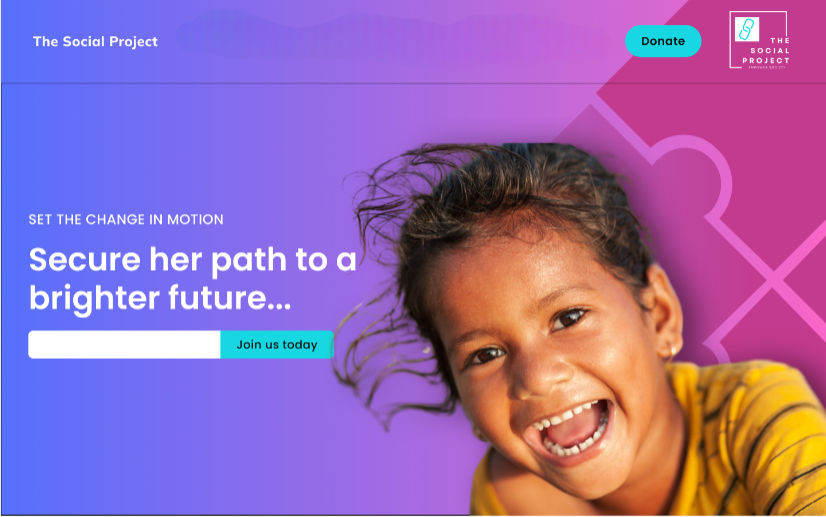 The Social Project
Donate
THE
SOCIAL
PROJECT
SET THE CHANGE IN MOTION
Secure her path to a
brighter future...
Join us today